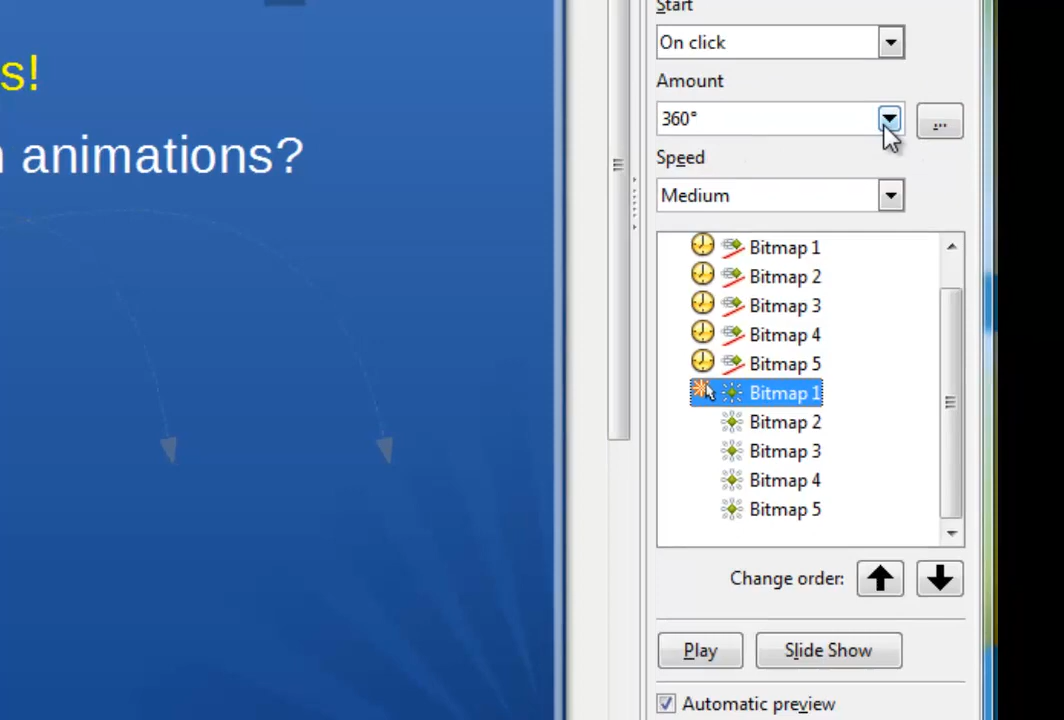 Start
On click
s!
Amount
360°
...
animations?
Speed
Medium
Bitmap 1
Bitmap 2
Bitmap 3
Bitmap 4
Bitmap 5
Bitmap 1
Bitmap 2
Bitmap 3
Bitmap 4
Bitmap 5
Change order:
Play
Slide Show
Automatic preview